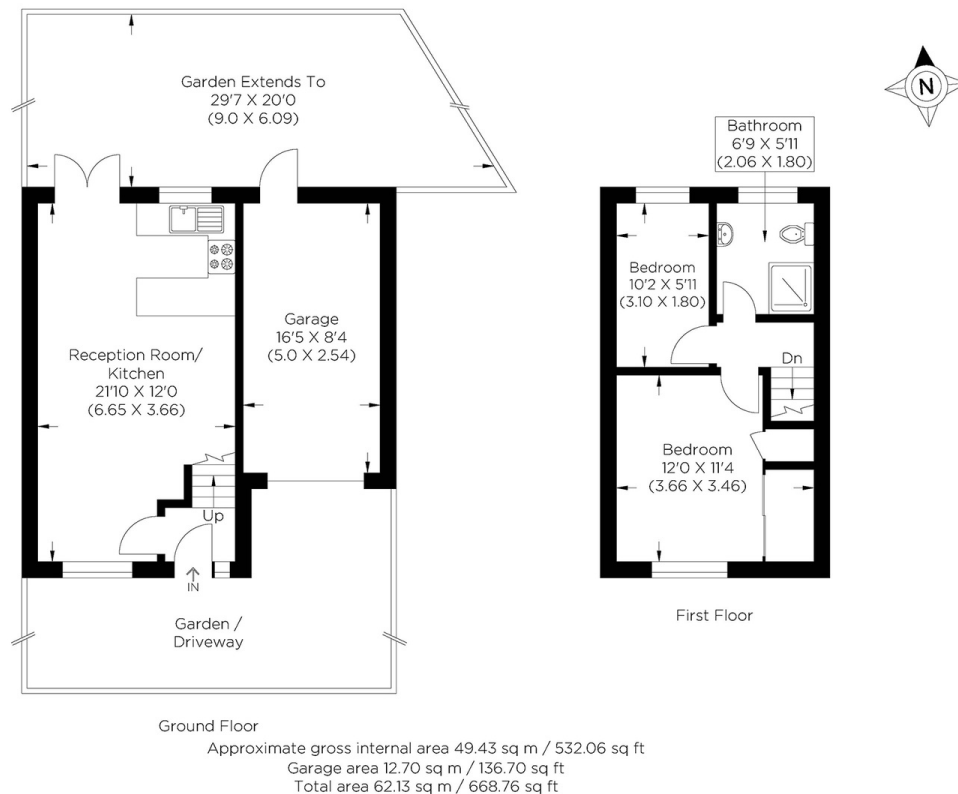 Garden Extends To
29'7 X 20'0
(9.0 X 6.09)
N
Bathroom
6'9 X 5'11
(2.06 X 1.80)
Bedroom
10'2 X 5'11
(3.10 X 1.80)
Garage
16'5 X 8'4
(5.0 X 2.54)
Reception Room/
Kitchen
21'10 X 12'0
(6.65 X 3.66)
Dn
Bedroom
12'0 X 11'4
(3.66 X 3.46)
Up
IN
Garden /
Driveway
First Floor
Ground Floor
Approximate gross internal area 49.43 sq m / 532.06 sq ft
Garage area 12.70 sq m / 136.70 sq ft
Total area 62.13 sq m / 668.76 sq ft